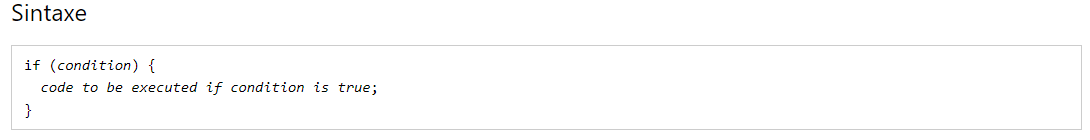 Sintaxe
if (condition) {
  code to be executed if condition is true;
}